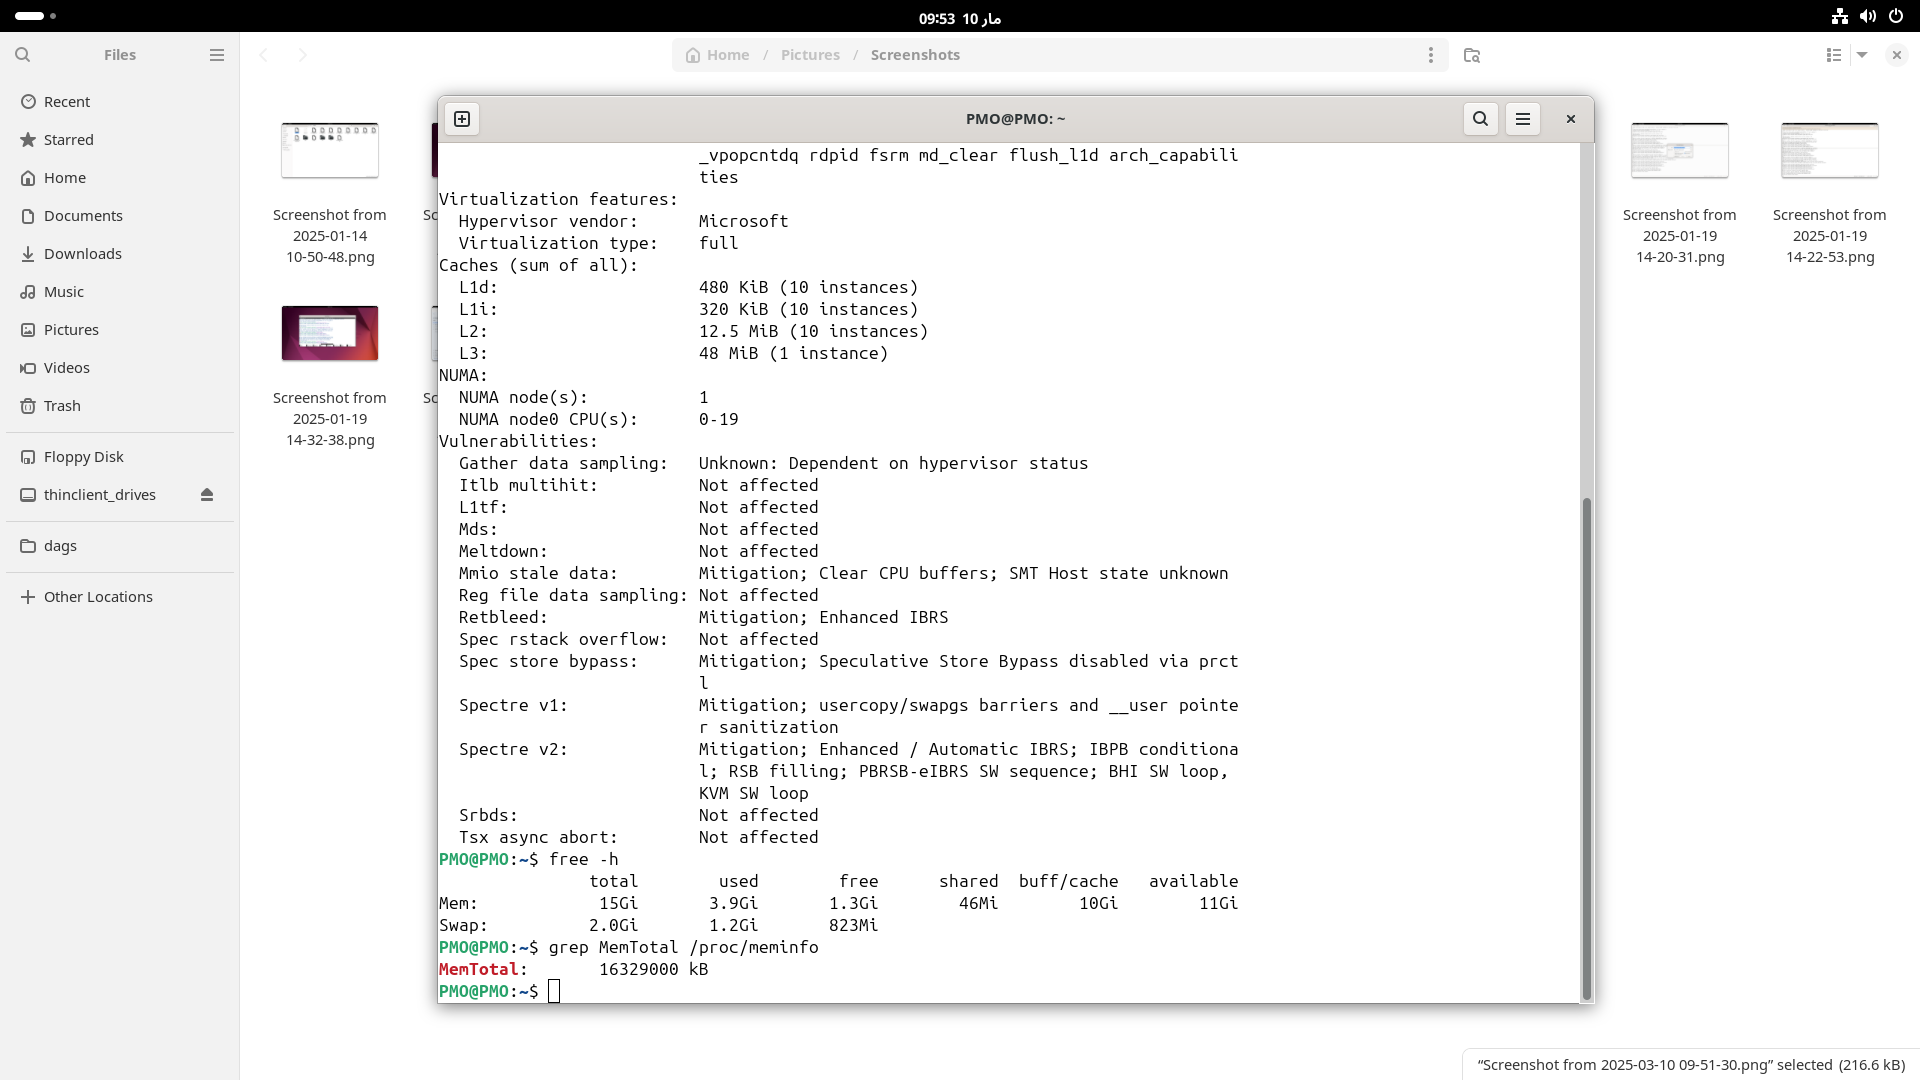 09:53 10 مار
Files
Home / Pictures / Screenshots
Recent
Starred
Home
Documents
Downloads
Music
Pictures
Videos
Trash
Floppy Disk
thinclient_drives
dags
Other Locations
Screenshot from
2025-01-14
10-50-48.png
Sc
Screenshot from
2025-01-19
14-20-31.png
Screenshot from
2025-01-19
14-22-53.png
Screenshot from
2025-01-19
14-32-38.png
Sc
PMO@PMO: ~
_vpopcntdq rdpid fsrm md_clear flush_l1d arch_capabili
ties
Virtualization features:
Hypervisor vendor: Microsoft
Virtualization type: full
Caches (sum of all):
L1d: 480 KiB (10 instances)
L1i: 320 KiB (10 instances)
L2: 12.5 MiB (10 instances)
L3: 48 MiB (1 instance)
NUMA:
NUMA node(s): 1
NUMA node0 CPU(s): 0-19
Vulnerabilities:
Gather data sampling: Unknown: Dependent on hypervisor status
Itlb multihit: Not affected
L1tf: Not affected
Mds: Not affected
Meltdown: Not affected
Mmio stale data: Mitigation; Clear CPU buffers; SMT Host state unknown
Reg file data sampling: Not affected
Retbleed: Mitigation; Enhanced IBRS
Spec rstack overflow: Not affected
Spec store bypass: Mitigation; Speculative Store Bypass disabled via prct
l
Spectre v1: Mitigation; usercopy/swapgs barriers and __user pointe
r sanitization
Spectre v2: Mitigation; Enhanced / Automatic IBRS; IBPB conditiona
l; RSB filling; PBRSB-eIBRS SW sequence; BHI SW loop,
KVM SW loop
Srbds: Not affected
Tsx async abort: Not affected
PMO@PMO:~$ free -h
total used free shared buff/cache available
Mem: 15Gi 3.9Gi 1.3Gi 46Mi 10Gi 11Gi
Swap: 2.0Gi 1.2Gi 823Mi
PMO@PMO:~$ grep MemTotal /proc/meminfo
MemTotal: 16329000 kB
PMO@PMO:~$
“Screenshot from 2025-03-10 09-51-30.png” selected (216.6 kB)